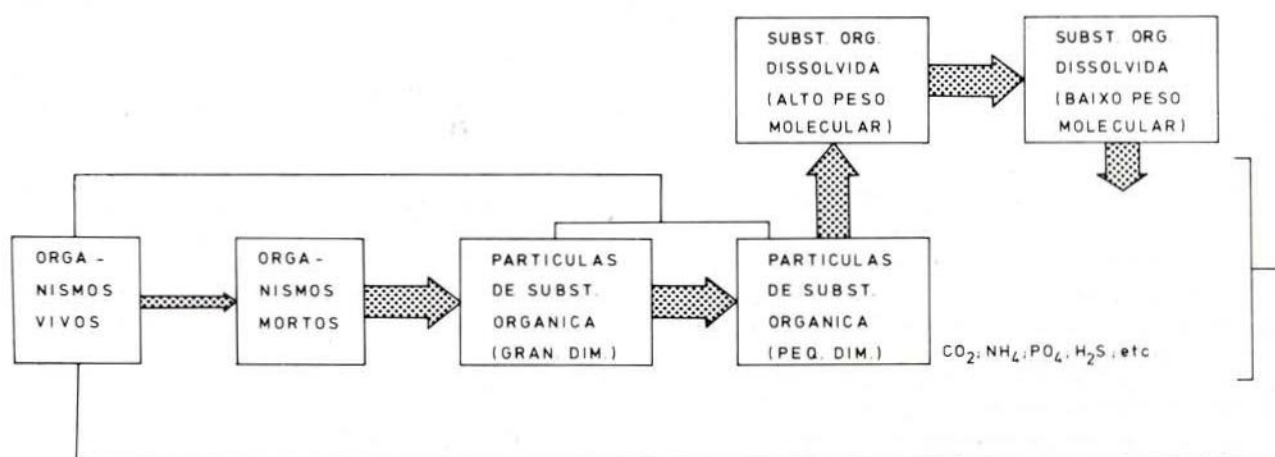 SUBST. ORG.
DISSOLVIDA
(ALTO PESO
MOLECULAR)
SUBST. ORG.
DISSOLVIDA
(BAIXO PESO
MOLECULAR)
ORGA-
NISMOS
VIVOS
ORGA-
NISMOS
MORTOS
PARTICULAS
DE SUBST.
ORGANICA
(GRAN. DIM.)
PARTICULAS
DE SUBST.
ORGANICA
(PEQ. DIM.)
CO₂; NH₄; PO₄; H₂S; etc.